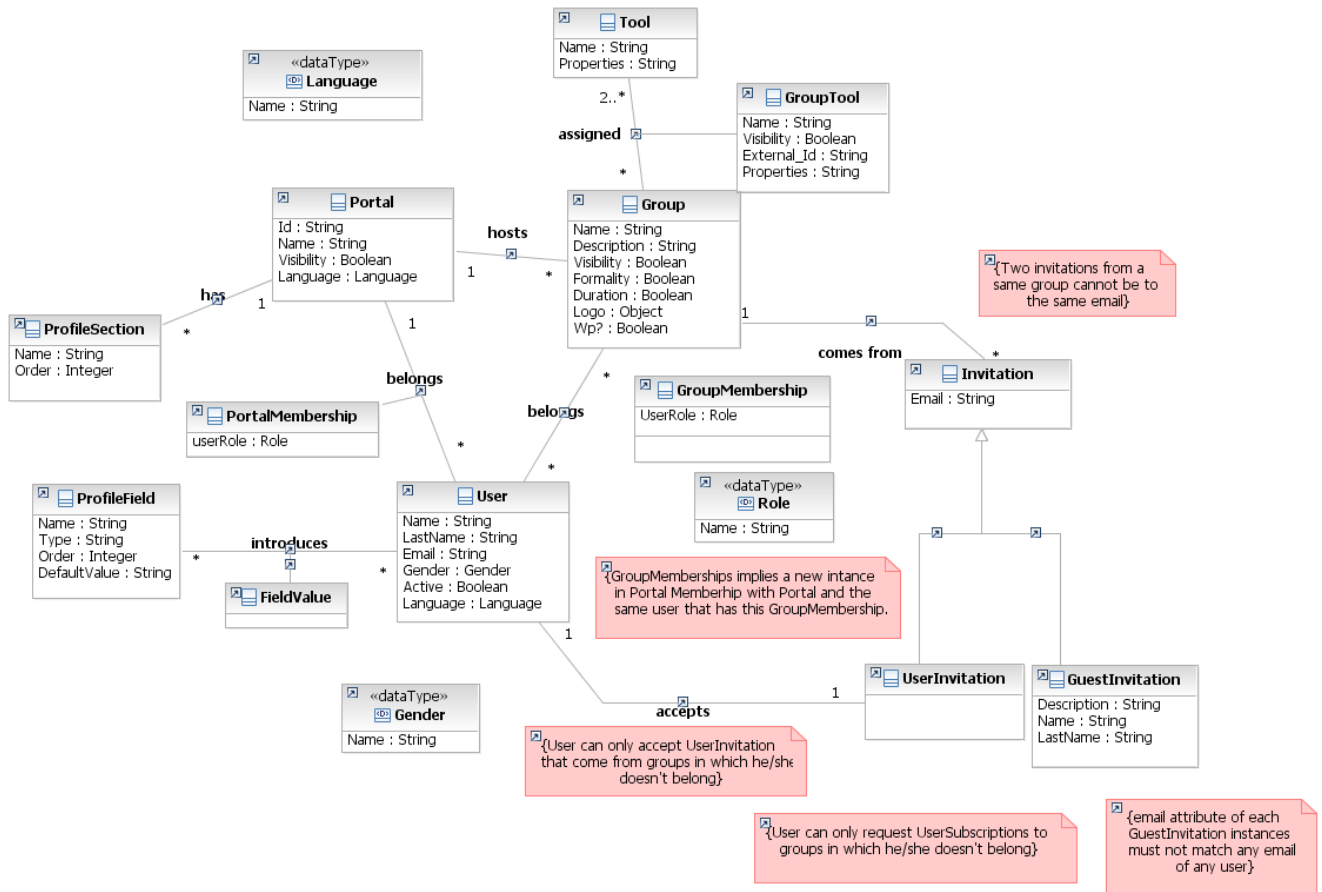 Tool
Name : String
Properties : String
«dataType»
Language
Name : String
2..*
assigned
*
GroupTool
Name : String
Visibility : Boolean
External_Id : String
Properties : String
Portal
Id : String
Name : String
Visibility : Boolean
Language : Language
hosts
1
*
Group
Name : String
Description : String
Visibility : Boolean
Formality : Boolean
Duration : Boolean
Logo : Object
Wp? : Boolean
{Two invitations from a
same group cannot be to
the same email}
has
1
*
ProfileSection
Name : String
Order : Integer
1
belongs
*
PortalMembership
userRole : Role
1
comes from
*
Invitation
Email : String
*
belongs
*
GroupMembership
UserRole : Role
«dataType»
Role
Name : String
ProfileField
Name : String
Type : String
Order : Integer
DefaultValue : String
introduces
*
*
FieldValue
User
Name : String
LastName : String
Email : String
Gender : Gender
Active : Boolean
Language : Language
{GroupMemberships implies a new intance
in Portal Memberhip with Portal and the
same user that has this GroupMembership.
1
accepts
1
UserInvitation
GuestInvitation
Description : String
Name : String
LastName : String
«dataType»
Gender
Name : String
{User can only accept UserInvitation
that come from groups in which he/she
doesn't belong}
{User can only request UserSubscriptions to
groups in which he/she doesn't belong}
{email attribute of each
GuestInvitation instances
must not match any email
of any user}